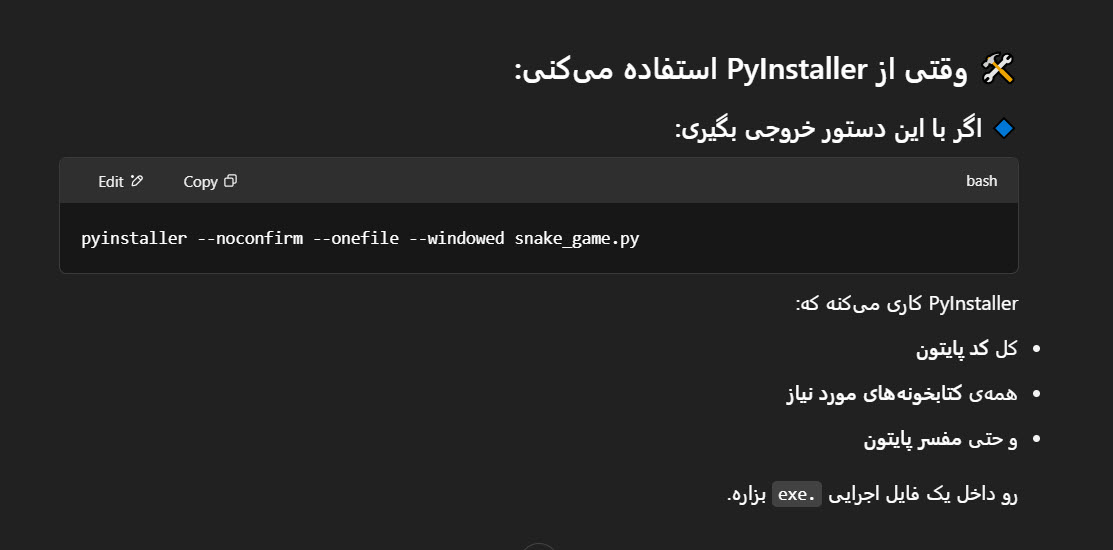 🛠 وقتی از PyInstaller استفاده می‌کنی:
🔷 اگر با این دستور خروجی بگیری:
bash Copy Edit
pyinstaller --noconfirm --onefile --windowed snake_game.py
PyInstaller کاری می‌کنه که:
• کل کد پایتون
• همه‌ی کتابخونه‌های مورد نیاز
• و حتی مفسر پایتون
رو داخل یک فایل اجرایی .exe بزاره.